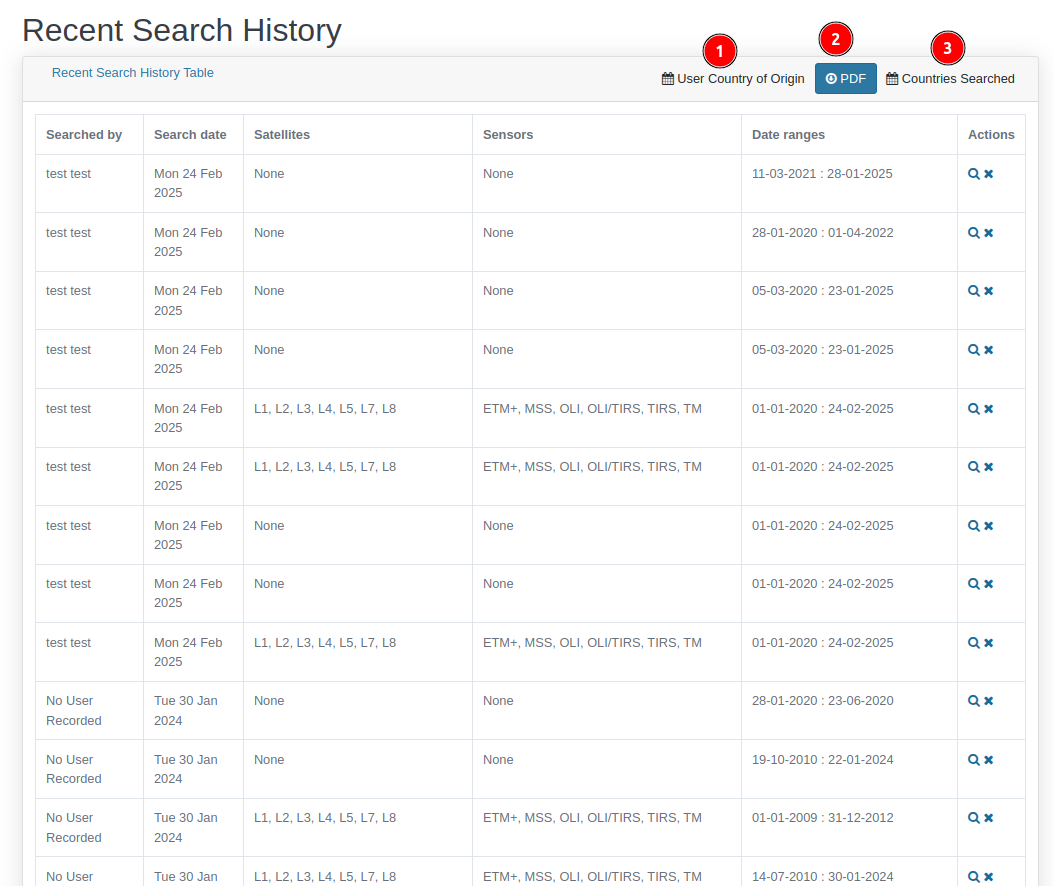 Recent Search History
1 2 3
Recent Search History Table User Country of Origin PDF Countries Searched
Searched by Search date Satellites Sensors Date ranges Actions
test test Mon 24 Feb None None 11-03-2021 : 28-01-2025
2025
test test Mon 24 Feb None None 28-01-2020 : 01-04-2022
2025
test test Mon 24 Feb None None 05-03-2020 : 23-01-2025
2025
test test Mon 24 Feb None None 05-03-2020 : 23-01-2025
2025
test test Mon 24 Feb L1, L2, L3, L4, L5, L7, L8 ETM+, MSS, OLI, OLI/TIRS, TIRS, TM 01-01-2020 : 24-02-2025
2025
test test Mon 24 Feb L1, L2, L3, L4, L5, L7, L8 ETM+, MSS, OLI, OLI/TIRS, TIRS, TM 01-01-2020 : 24-02-2025
2025
test test Mon 24 Feb None None 01-01-2020 : 24-02-2025
2025
test test Mon 24 Feb None None 01-01-2020 : 24-02-2025
2025
test test Mon 24 Feb L1, L2, L3, L4, L5, L7, L8 ETM+, MSS, OLI, OLI/TIRS, TIRS, TM 01-01-2020 : 24-02-2025
2025
No User Tue 30 Jan None None 28-01-2020 : 23-06-2020
Recorded 2024
No User Tue 30 Jan None None 19-10-2010 : 22-01-2024
Recorded 2024
No User Tue 30 Jan L1, L2, L3, L4, L5, L7, L8 ETM+, MSS, OLI, OLI/TIRS, TIRS, TM 01-01-2009 : 31-12-2012
Recorded 2024
No User Tue 30 Jan L1, L2, L3, L4, L5, L7, L8 ETM+, MSS, OLI, OLI/TIRS, TIRS, TM 14-07-2010 : 30-01-2024